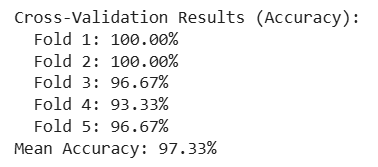 Cross-Validation Results (Accuracy):
  Fold 1: 100.00%
  Fold 2: 100.00%
  Fold 3: 96.67%
  Fold 4: 93.33%
  Fold 5: 96.67%
Mean Accuracy: 97.33%